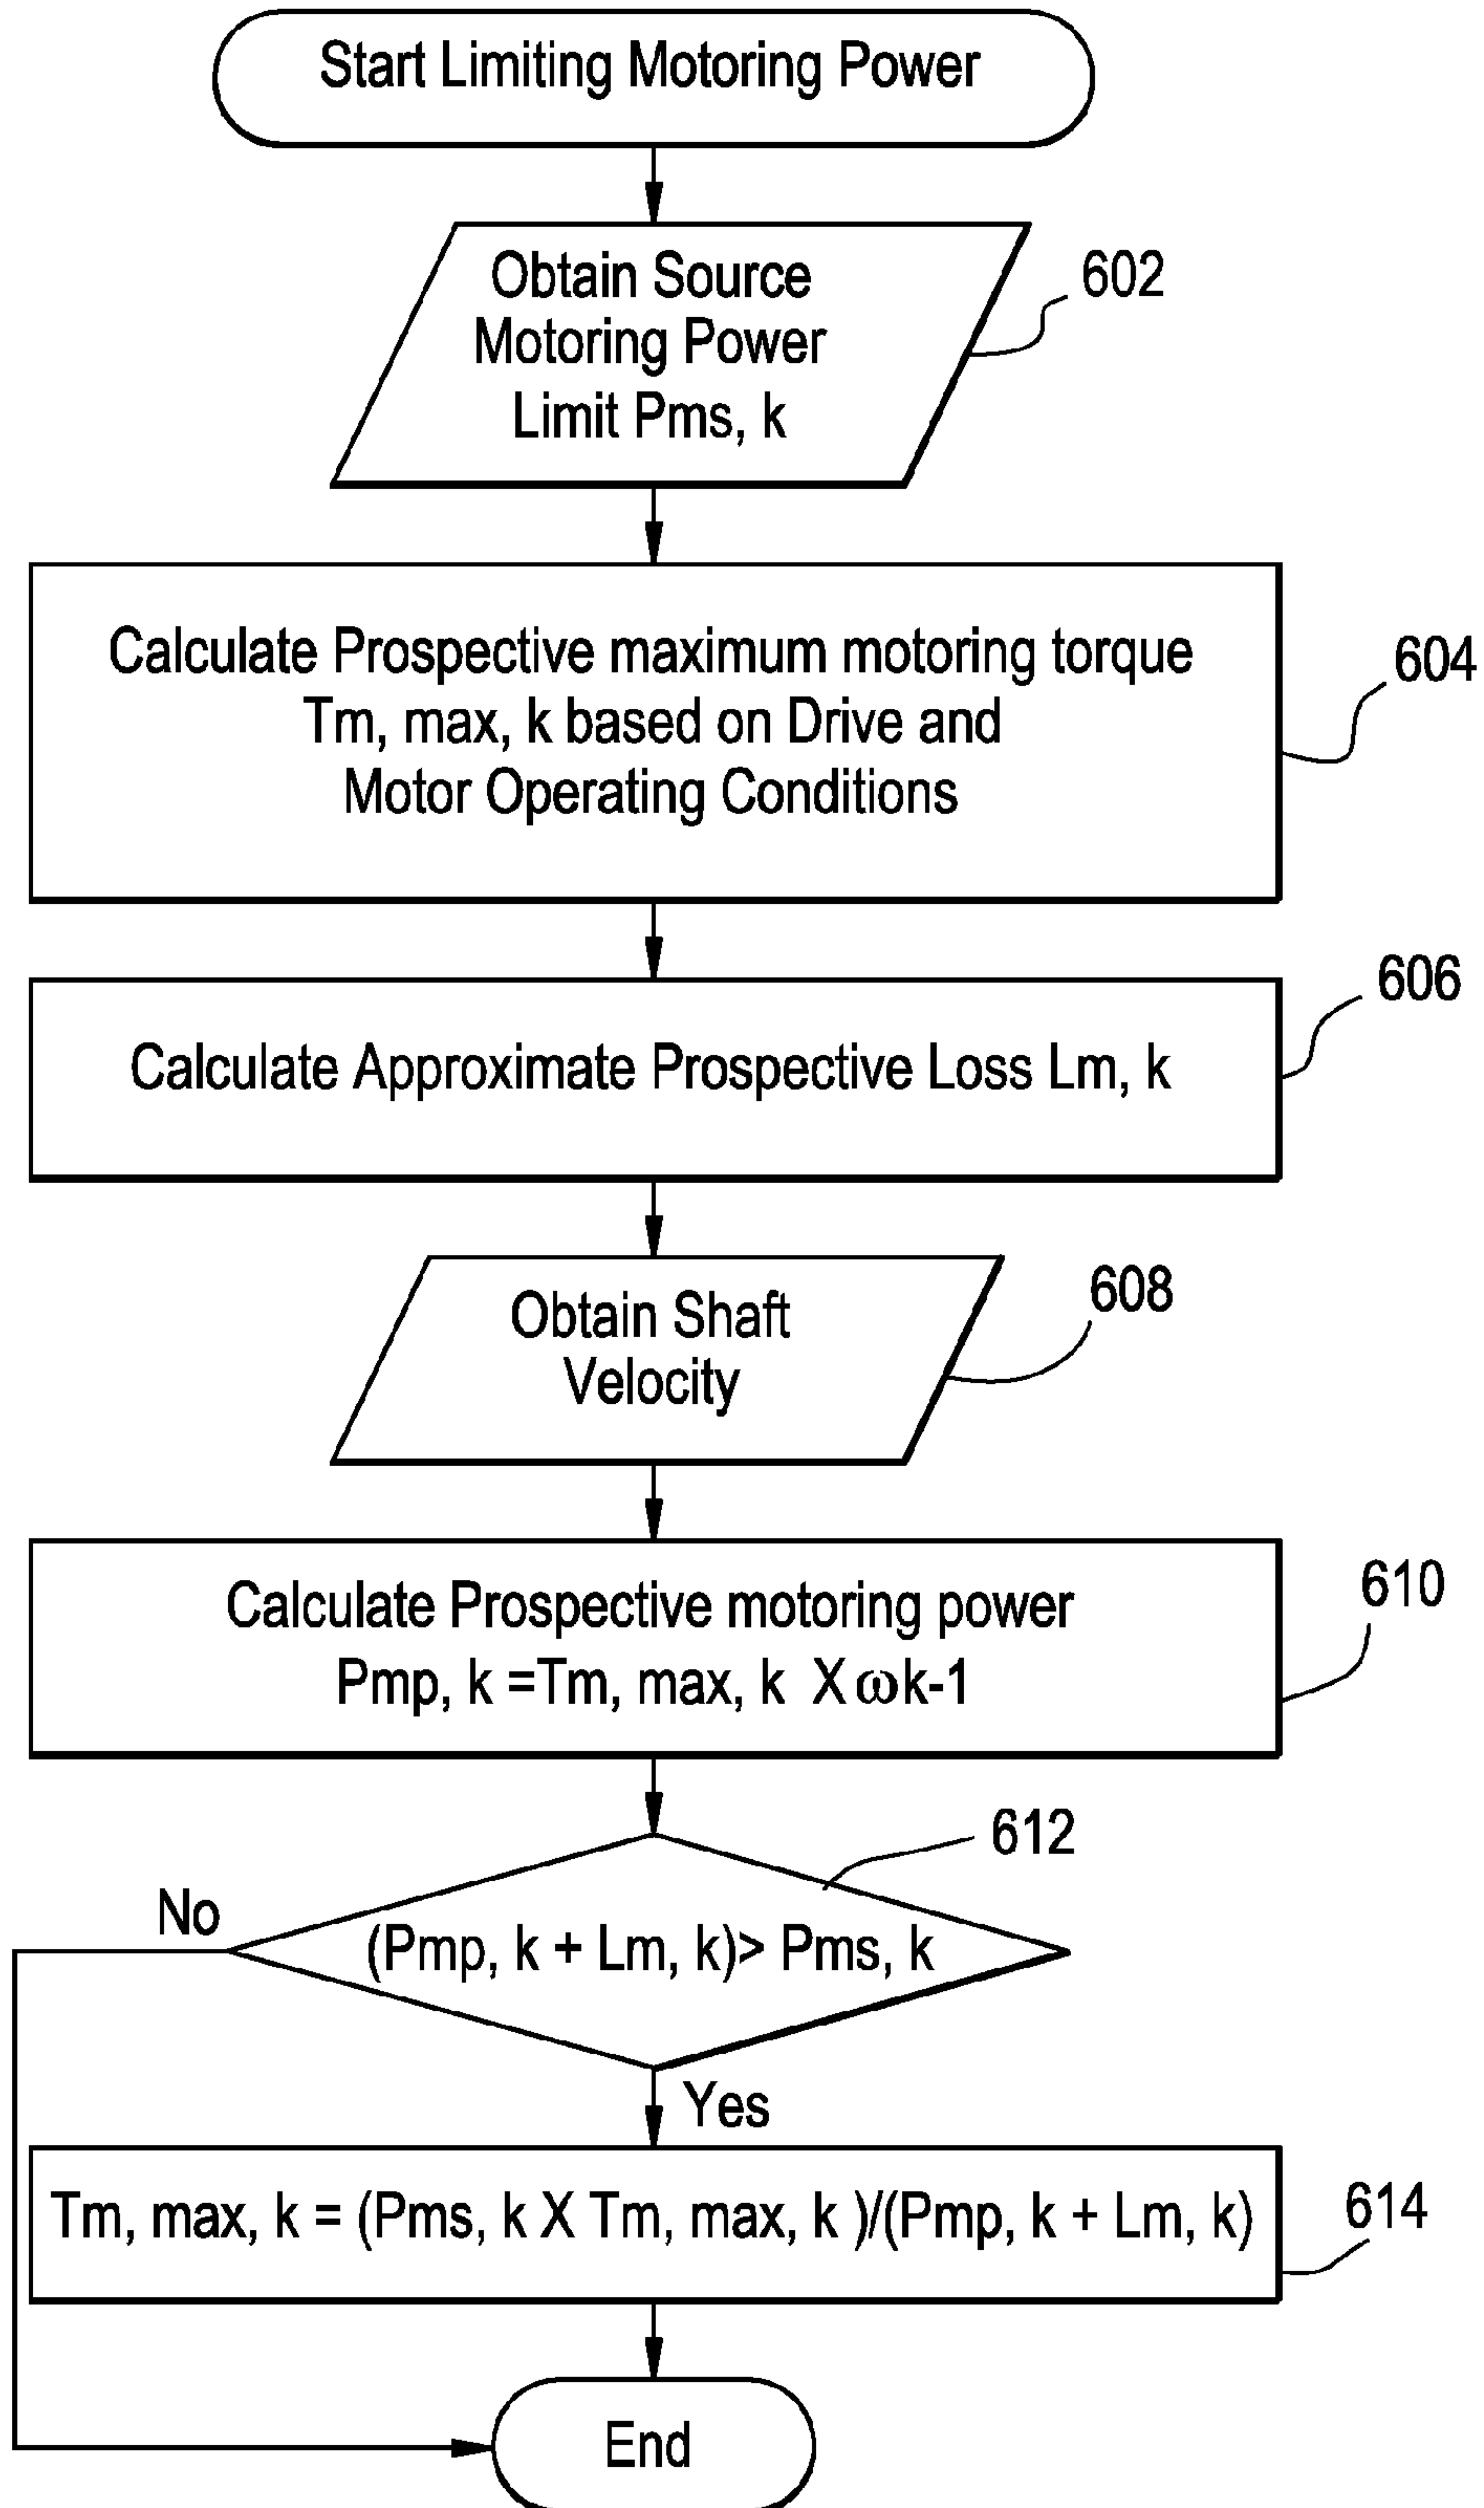 Start Limiting Motoring Power
Obtain Source
Motoring Power
Limit Pms, k
602
Calculate Prospective maximum motoring torque
Tm, max, k based on Drive and
Motor Operating Conditions
604
606
Calculate Approximate Prospective Loss Lm, k
608
Obtain Shaft
Velocity
610
Calculate Prospective motoring power
Pmp, k =Tm, max, k X ωk-1
612
No
(Pmp, k + Lm, k)> Pms, k
Yes
Tm, max, k = (Pms, k X Tm, max, k )/(Pmp, k + Lm, k)
614
End